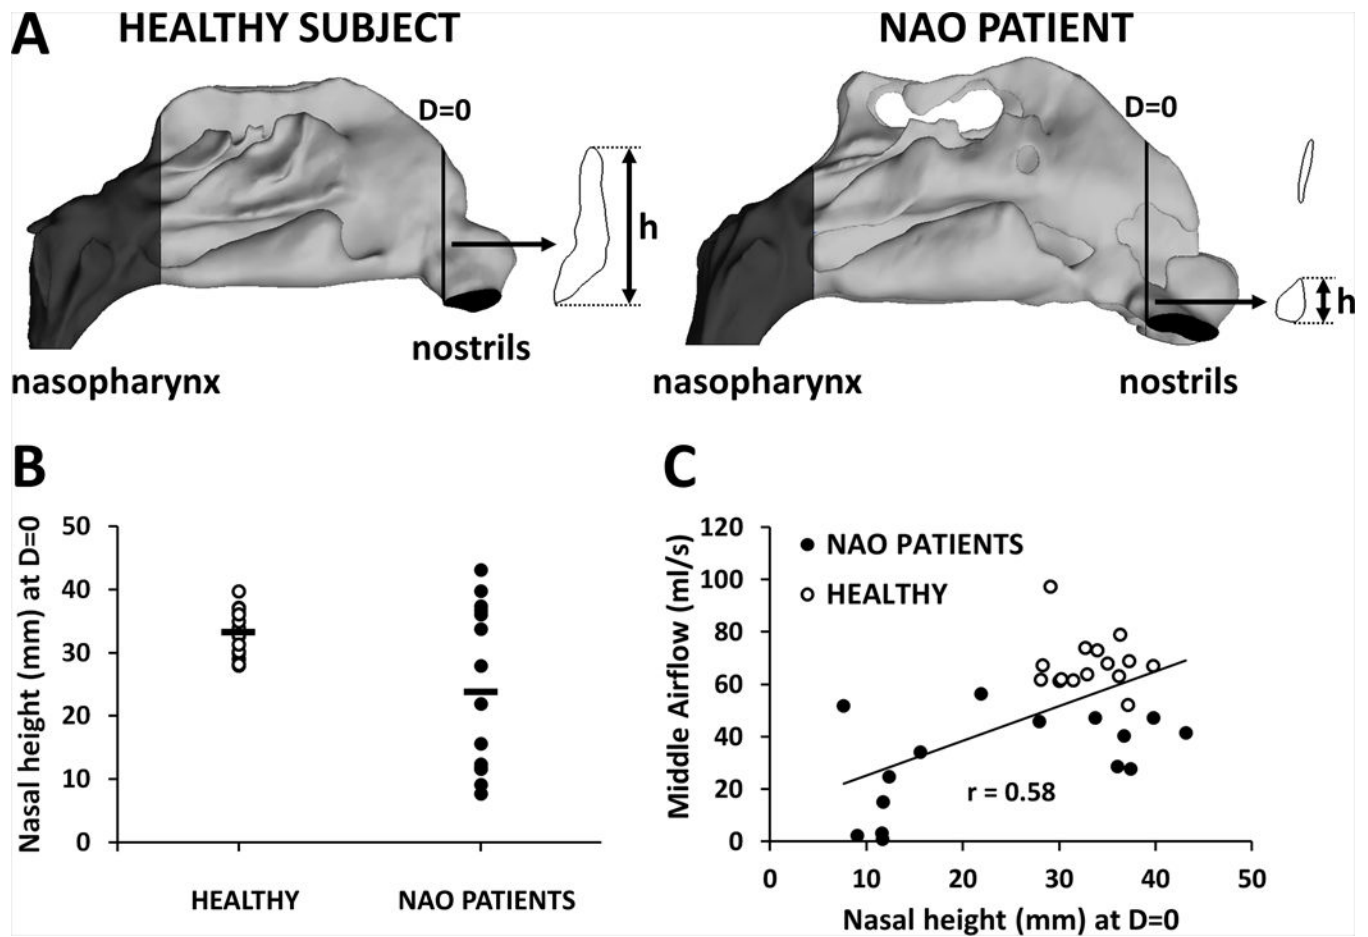 A
HEALTHY SUBJECT
NAO PATIENT
D=0
D=0
h
h
nostrils
nostrils
nasopharynx
nasopharynx
B
Nasal height (mm) at D=0
50
40
30
20
10
0
HEALTHY
NAO PATIENTS
C
Middle Airflow (ml/s)
120
100
80
60
40
20
0
NAO PATIENTS
HEALTHY
r = 0.58
0 10 20 30 40 50
Nasal height (mm) at D=0